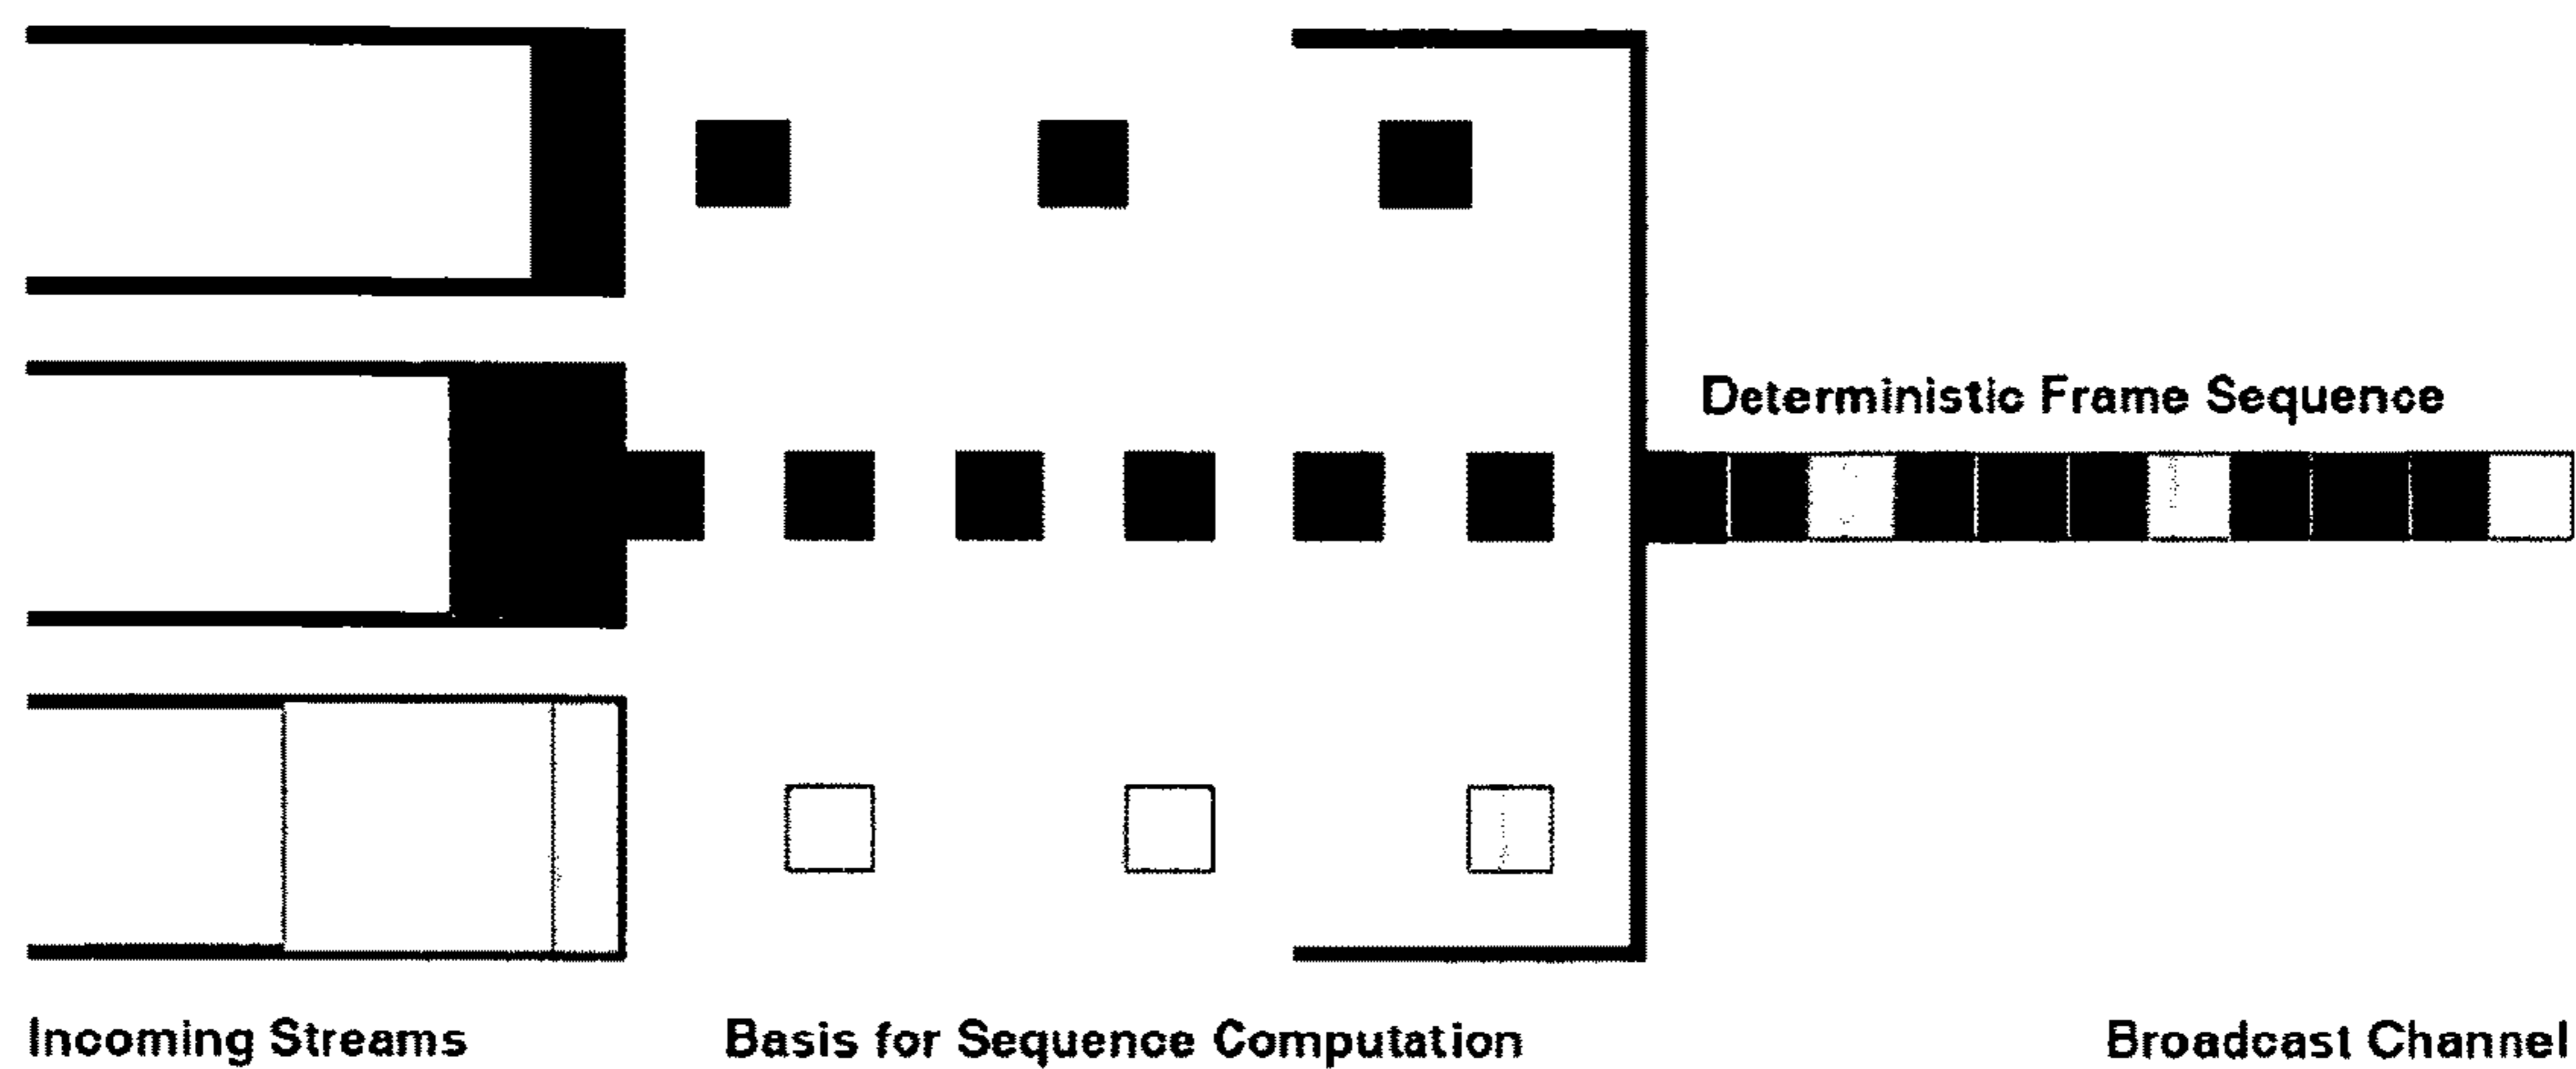 Deterministic Frame Sequence
Incoming Streams
Basis for Sequence Computation
Broadcast Channel